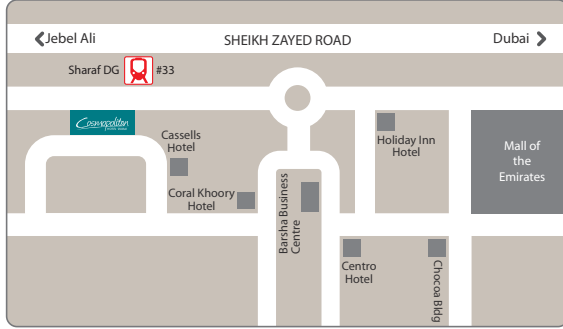 Jebel Ali
SHEIKH ZAYED ROAD
Dubai
Sharaf DG
#33
Cosmopolitan
Cassells
Hotel
Holiday Inn
Hotel
Mall of
the
Emirates
Coral Khoory
Hotel
Barsha Business
Centre
Centro
Hotel
Chocoa Bldg